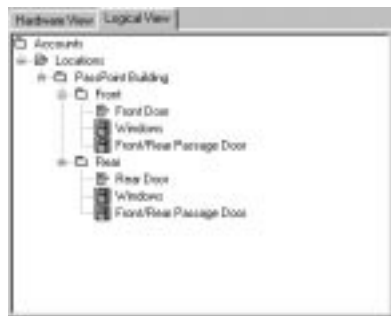 Hardware View Logical View
Accounts
Locations
PassPoint Building
Front
Front Door
Windows
Front/Rear Passage Door
Rear
Rear Door
Windows
Front/Rear Passage Door